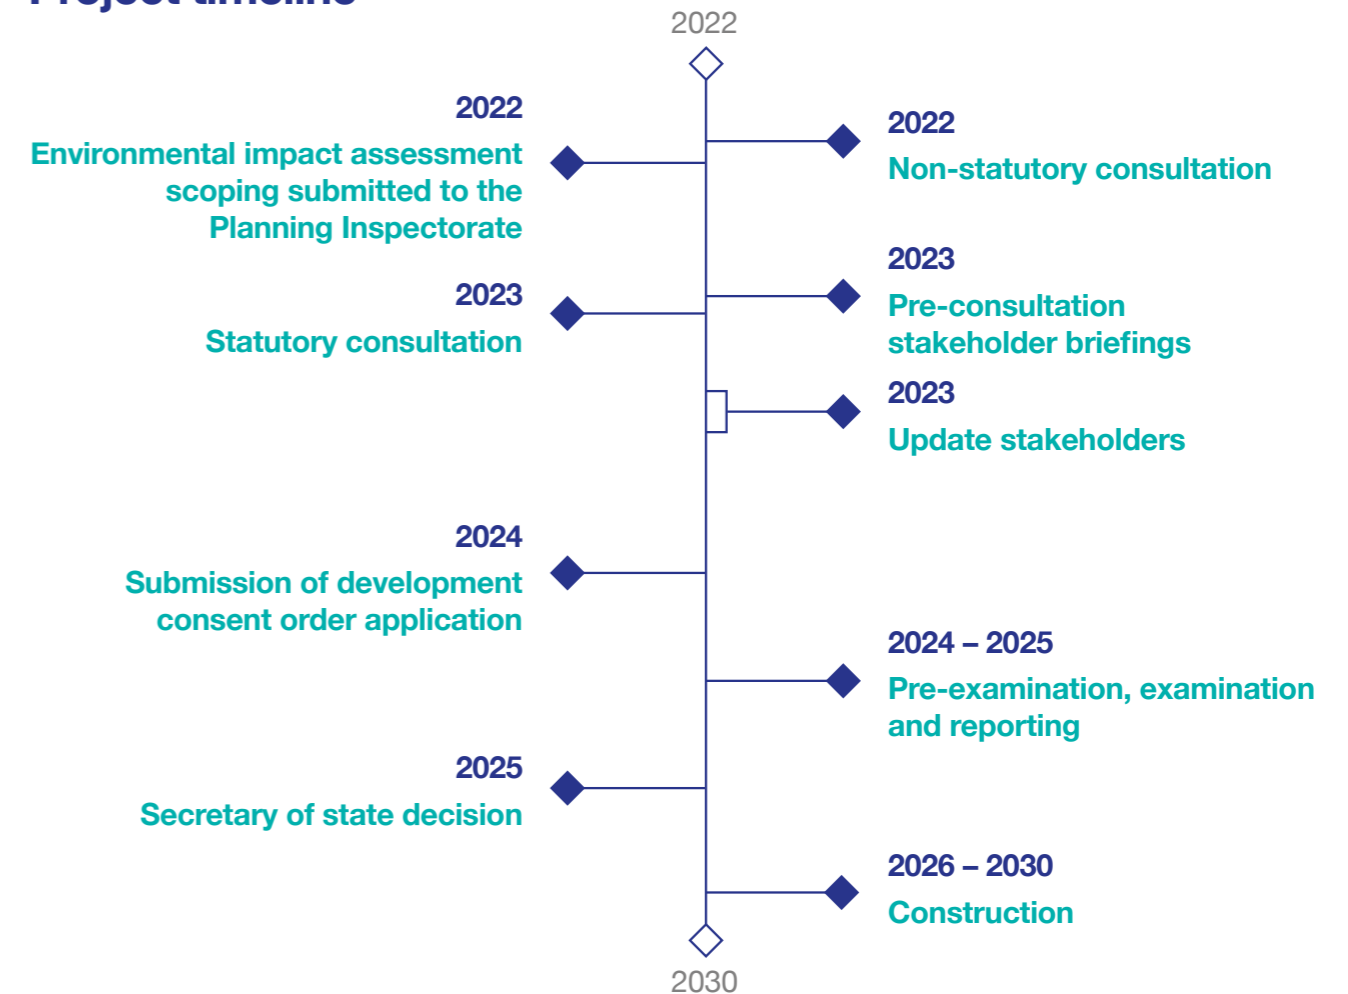 Project timeline
2022
2022
Environmental impact assessment
scoping submitted to the
Planning Inspectorate
2022
Non-statutory consultation
2023
Pre-consultation
stakeholder briefings
2023
Statutory consultation
2023
Update stakeholders
2024
Submission of development
consent order application
2024 – 2025
Pre-examination, examination
and reporting
2025
Secretary of state decision
2026 – 2030
Construction
2030